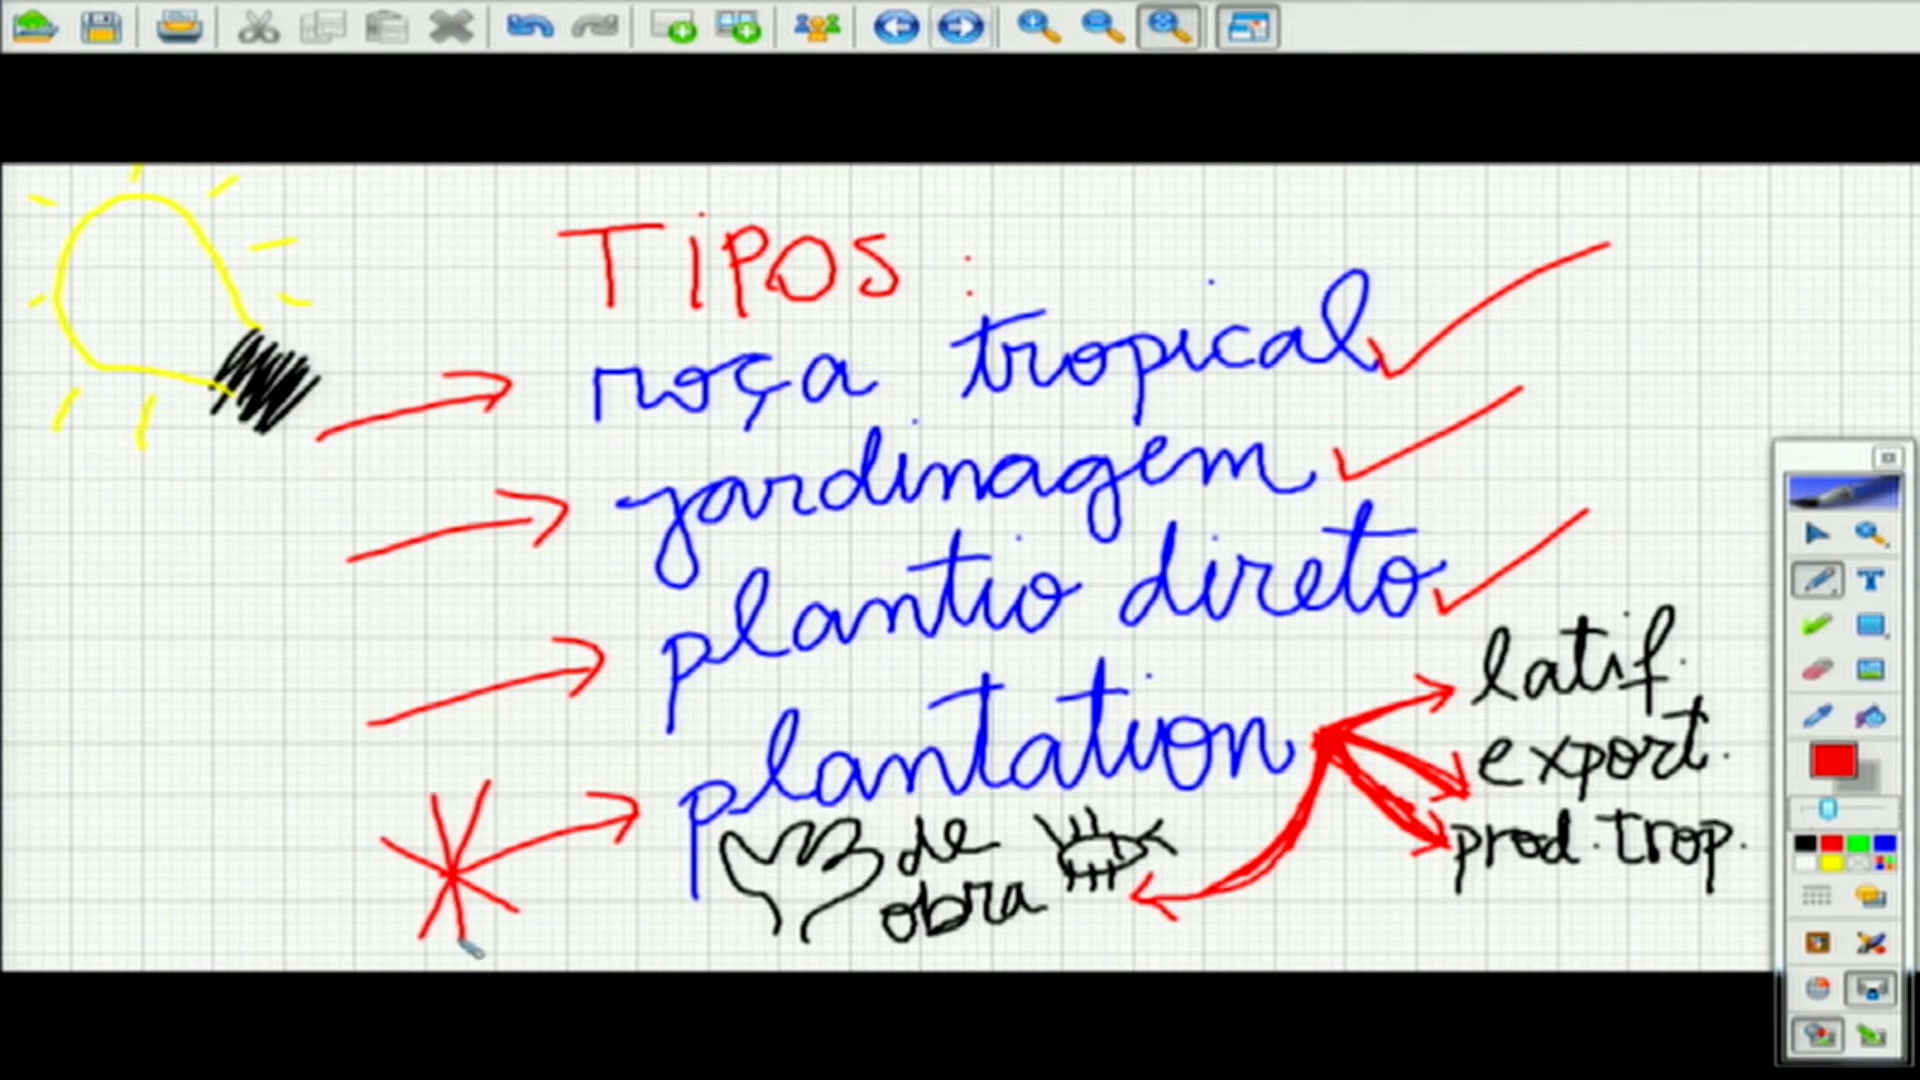 TIPOS:
roça tropical
jardinagem
plantio direto
plantation
latif.
export.
prod. trop.
de
obra